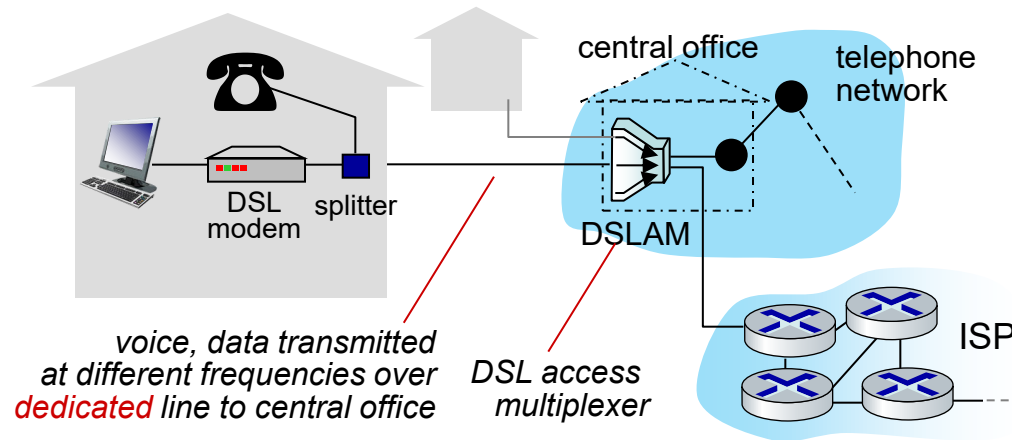 central office
telephone
network
DSL
modem
splitter
DSLAM
ISP
voice, data transmitted
at different frequencies over
dedicated line to central office
DSL access
multiplexer